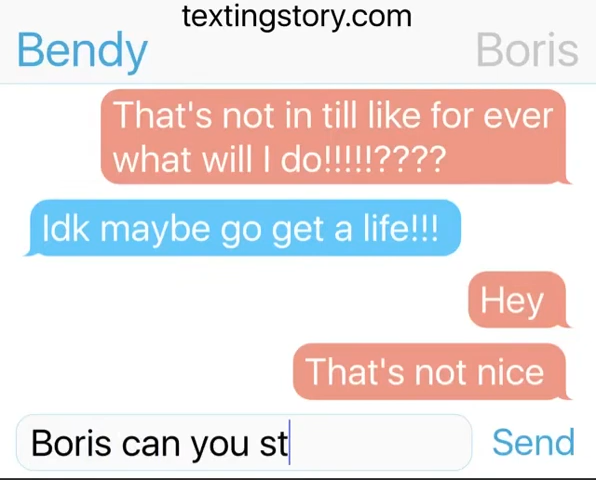 textingstory.com
Bendy
Boris
That's not in till like for ever
what will I do!!!!!????
Idk maybe go get a life!!!
Hey
That's not nice
Boris can you st
Send